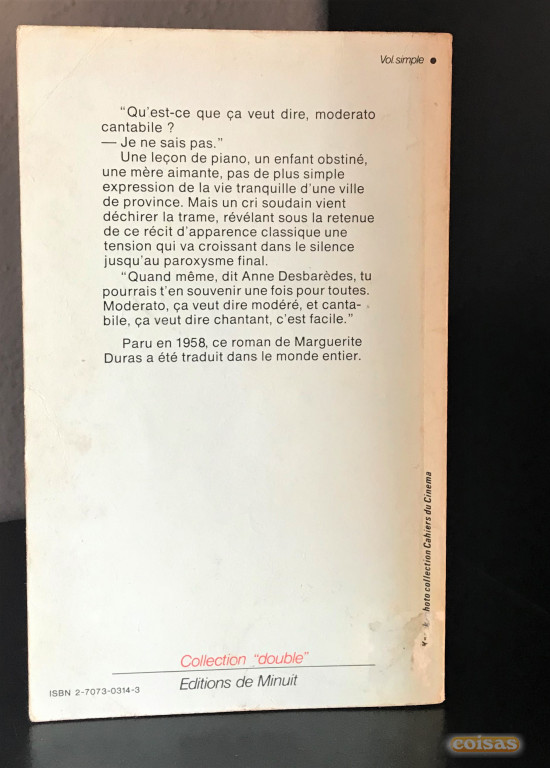 Vol. simple ●
"Qu'est-ce que ça veut dire, moderato
cantabile ?
— Je ne sais pas."
Une leçon de piano, un enfant obstiné,
une mère aimante, pas de plus simple
expression de la vie tranquille d'une ville
de province. Mais un cri soudain vient
déchirer la trame, révélant sous la retenue
de ce récit d'apparence classique une
tension qui va croissant dans le silence
jusqu'au paroxysme final.
"Quand même, dit Anne Desbarèdes, tu
pourrais t'en souvenir une fois pour toutes.
Moderato, ça veut dire modéré, et canta-
bile, ça veut dire chantant, c'est facile."
Paru en 1958, ce roman de Marguerite
Duras a été traduit dans le monde entier.
hoto collection Cahiers du Cinema
Collection "double"
Editions de Minuit
ISBN 2-7073-0314-3
coisas